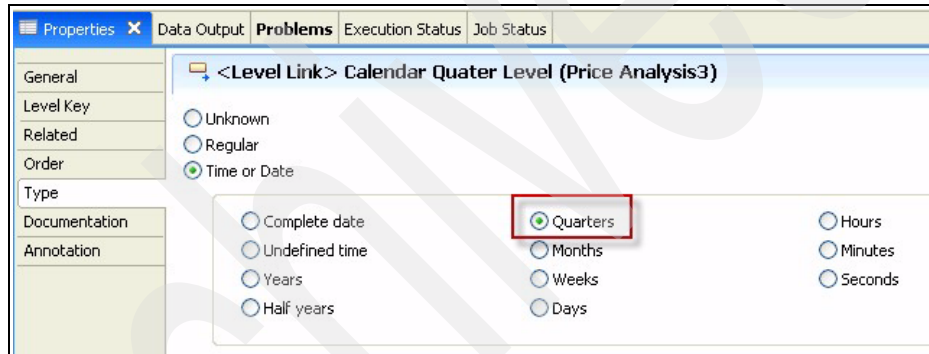 Properties Data Output Problems Execution Status Job Status
<Level Link> Calendar Quater Level (Price Analysis3)
General
Level Key
Related
Order
Type
Documentation
Annotation
Unknown
Regular
Time or Date
Complete date Quarters Hours
Undefined time Months Minutes
Years Weeks Seconds
Half years Days